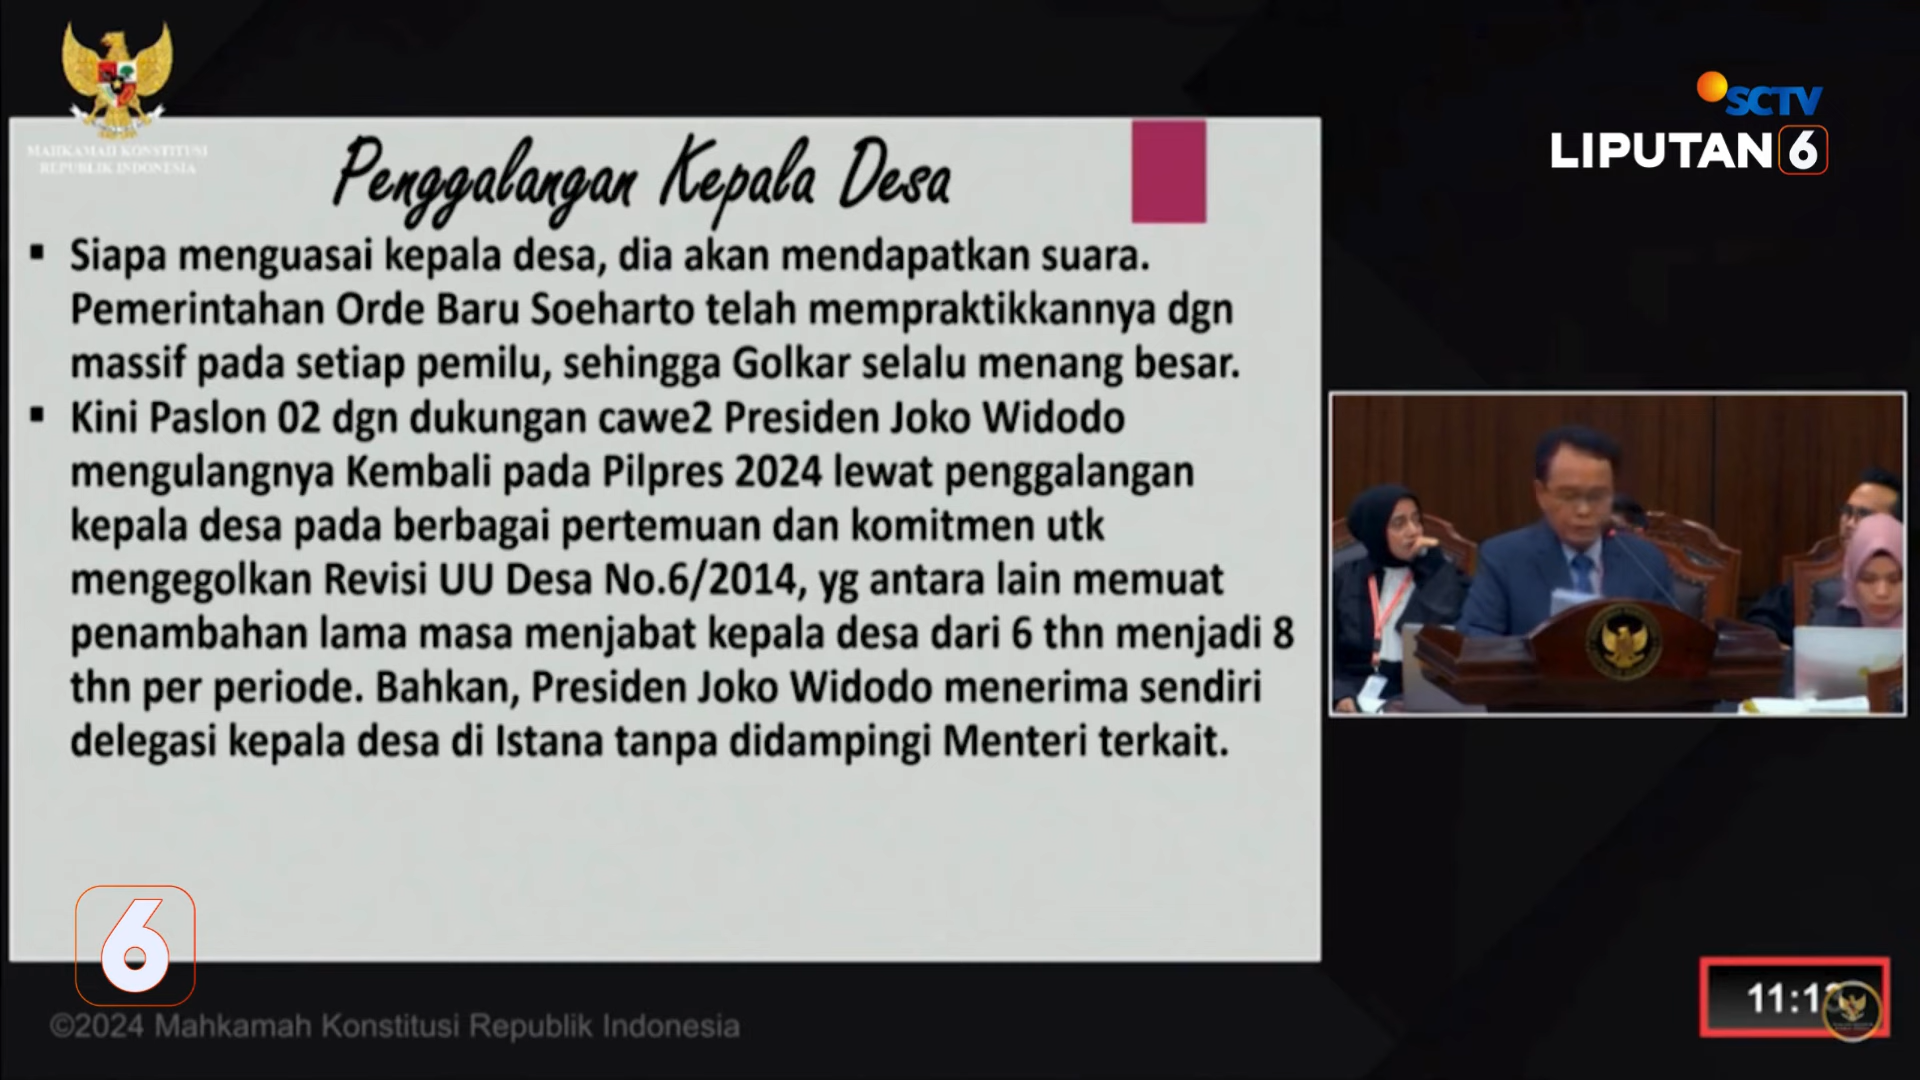 SCTV
LIPUTAN 6
MAHKAMAH KONSTITUSI
REPUBLIK INDONESIA
Penggalangan Kepala Desa
▪ Siapa menguasai kepala desa, dia akan mendapatkan suara.
Pemerintahan Orde Baru Soeharto telah mempraktikkannya dgn
massif pada setiap pemilu, sehingga Golkar selalu menang besar.
▪ Kini Paslon 02 dgn dukungan cawe2 Presiden Joko Widodo
mengulangnya Kembali pada Pilpres 2024 lewat penggalangan
kepala desa pada berbagai pertemuan dan komitmen utk
mengegolkan Revisi UU Desa No.6/2014, yg antara lain memuat
penambahan lama masa menjabat kepala desa dari 6 thn menjadi 8
thn per periode. Bahkan, Presiden Joko Widodo menerima sendiri
delegasi kepala desa di Istana tanpa didampingi Menteri terkait.
6
©2024 Mahkamah Konstitusi Republik Indonesia